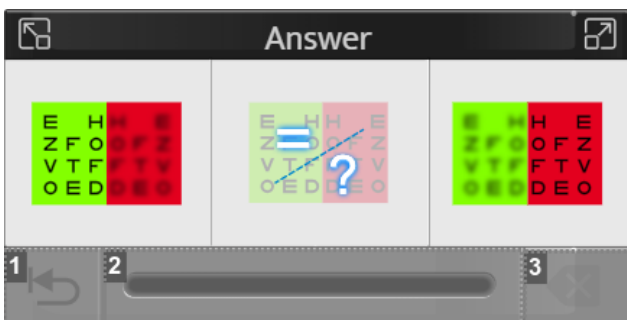 Answer
E H H E
Z F O O F Z
V T F F T V
O E D D E O
E H H E
=
?
O E D D E O
E H H E
Z F O O F Z
V T F F T V
O E D D E O
1 2 3